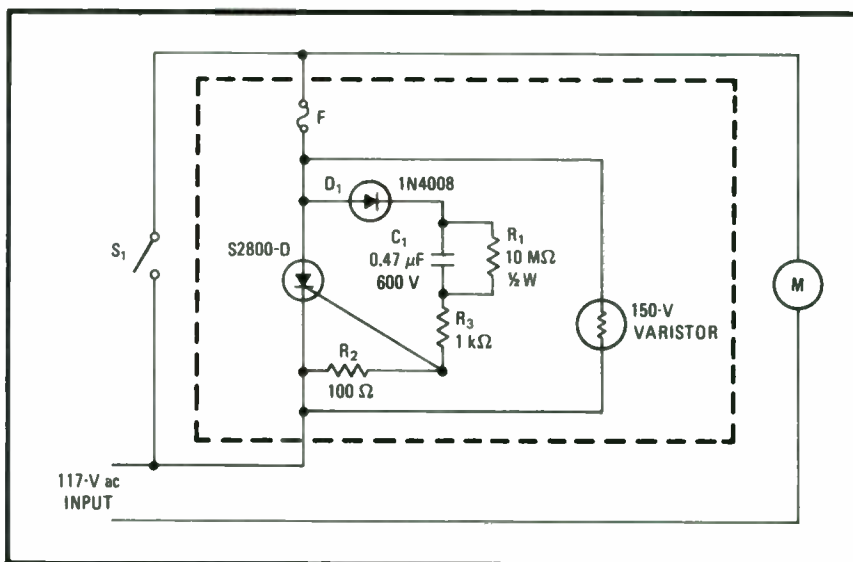 F
D₁
1N4008
S₁
S2800-D
C₁
0.47 μF
600 V
R₁
10 MΩ
½ W
M
150-V
VARISTOR
R₃
1 kΩ
R₂
100 Ω
117-V ac
INPUT